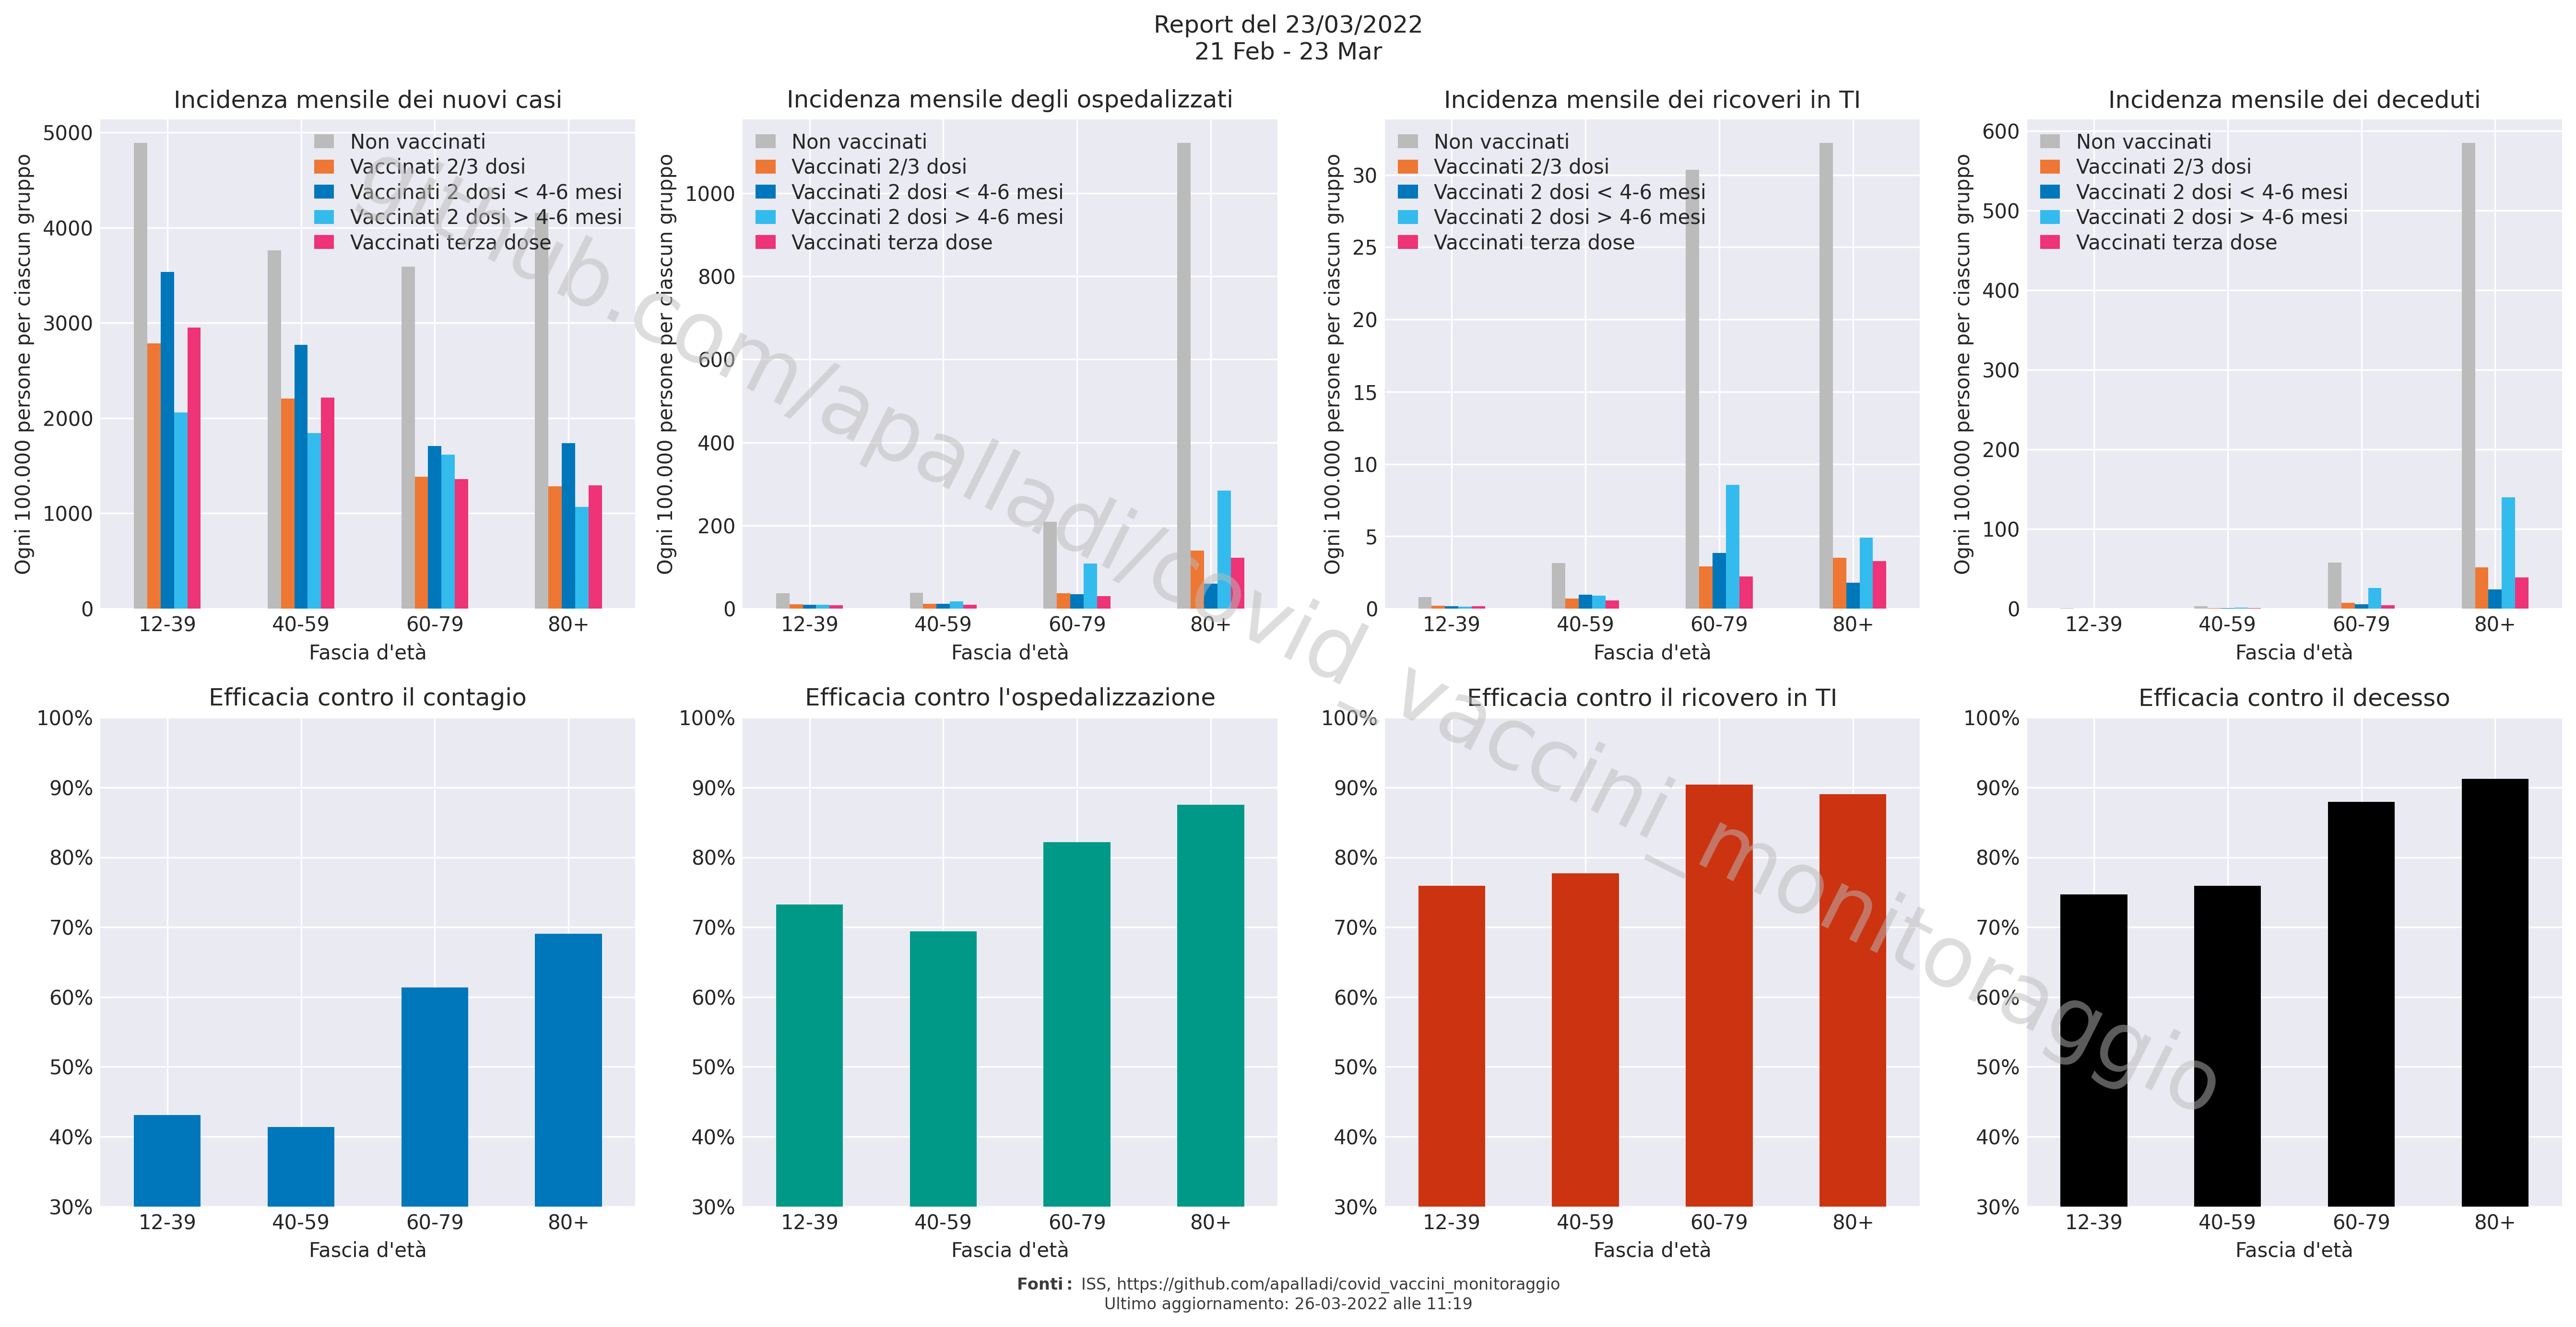 Report del 23/03/2022
21 Feb - 23 Mar
Incidenza mensile dei nuovi casi
Ogni 100.000 persone per ciascun gruppo
5000
4000
3000
2000
1000
0
Non vaccinati
Vaccinati 2/3 dosi
Vaccinati 2 dosi < 4-6 mesi
Vaccinati 2 dosi > 4-6 mesi
Vaccinati terza dose
12-39 40-59 60-79 80+
Fascia d'età
Incidenza mensile degli ospedalizzati
Ogni 100.000 persone per ciascun gruppo
1000
800
600
400
200
0
Non vaccinati
Vaccinati 2/3 dosi
Vaccinati 2 dosi < 4-6 mesi
Vaccinati 2 dosi > 4-6 mesi
Vaccinati terza dose
12-39 40-59 60-79 80+
Fascia d'età
Incidenza mensile dei ricoveri in TI
Ogni 100.000 persone per ciascun gruppo
30
25
20
15
10
5
0
Non vaccinati
Vaccinati 2/3 dosi
Vaccinati 2 dosi < 4-6 mesi
Vaccinati 2 dosi > 4-6 mesi
Vaccinati terza dose
12-39 40-59 60-79 80+
Fascia d'età
Incidenza mensile dei deceduti
Ogni 100.000 persone per ciascun gruppo
600
500
400
300
200
100
0
Non vaccinati
Vaccinati 2/3 dosi
Vaccinati 2 dosi < 4-6 mesi
Vaccinati 2 dosi > 4-6 mesi
Vaccinati terza dose
12-39 40-59 60-79 80+
Fascia d'età
github.com/apalladi/covid_vaccini_monitoraggio
Efficacia contro il contagio
100%
90%
80%
70%
60%
50%
40%
30%
12-39 40-59 60-79 80+
Fascia d'età
Efficacia contro l'ospedalizzazione
100%
90%
80%
70%
60%
50%
40%
30%
12-39 40-59 60-79 80+
Fascia d'età
Efficacia contro il ricovero in TI
100%
90%
80%
70%
60%
50%
40%
30%
12-39 40-59 60-79 80+
Fascia d'età
Efficacia contro il decesso
100%
90%
80%
70%
60%
50%
40%
30%
12-39 40-59 60-79 80+
Fascia d'età
Fonti: ISS, https://github.com/apalladi/covid_vaccini_monitoraggio
Ultimo aggiornamento: 26-03-2022 alle 11:19